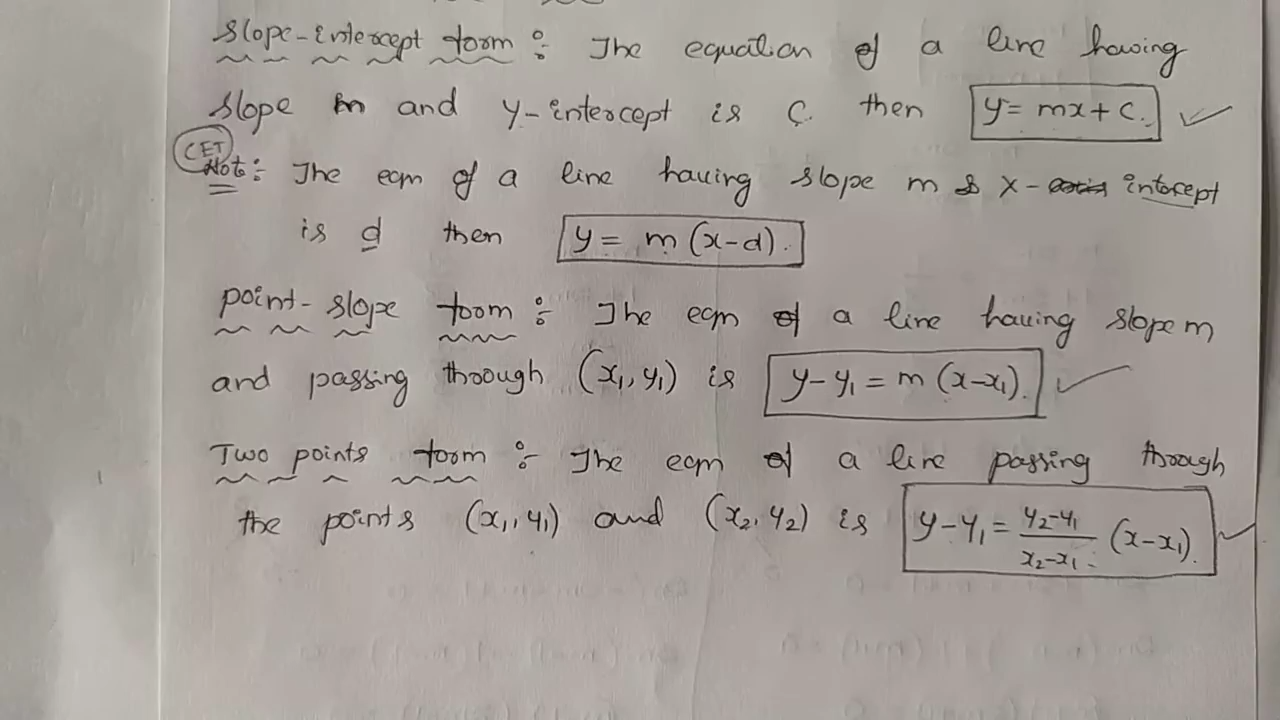 slope-intercept form :- The equation of a line having
slope m and y-intercept is c. then y = mx + c.
CET
Note :- The eqn of a line having slope m & x- intercept
is d then y = m (x-d).
point-slope form :- The eqn of a line having slope m
and passing through (x₁, y₁) is y - y₁ = m (x-x₁).
Two points form :- The eqn of a line passing through
the points (x₁, y₁) and (x₂, y₂) is y - y₁ = y₂-y₁ / x₂-x₁ (x-x₁).